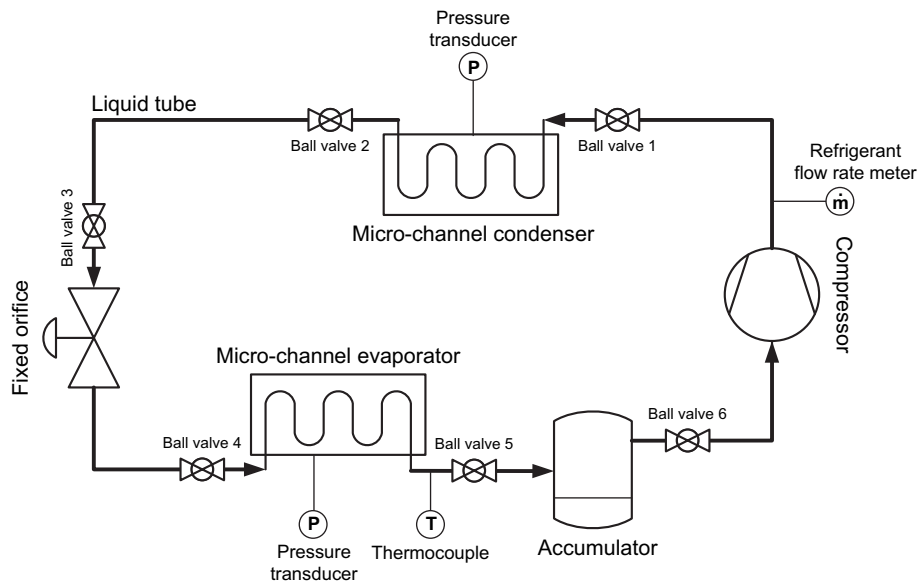 Pressure
transducer
P
Liquid tube
Ball valve 2
Ball valve 1
Refrigerant
flow rate meter
ṁ
Ball valve 3
Micro-channel condenser
Compressor
Fixed orifice
Micro-channel evaporator
Ball valve 4
Ball valve 5
Ball valve 6
P
T
Pressure
transducer
Thermocouple
Accumulator